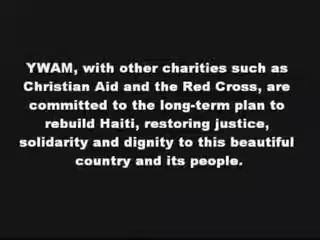 YWAM, with other charities such as
Christian Aid and the Red Cross, are
committed to the long-term plan to
rebuild Haiti, restoring justice,
solidarity and dignity to this beautiful
country and its people.